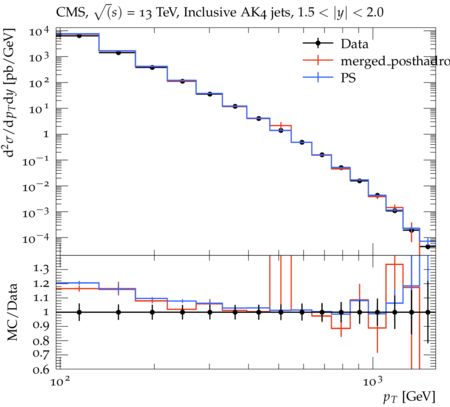 CMS, √(s) = 13 TeV, Inclusive AK4 jets, 1.5 < |y| < 2.0
d²σ/dp_T dy [pb/GeV]
10⁴
10³
10²
10¹
1
10⁻¹
10⁻²
10⁻³
10⁻⁴
Data
merged_posthadro
PS
MC/Data
1.3
1.2
1.1
1
0.9
0.8
0.7
0.6
10²
10³
p_T [GeV]